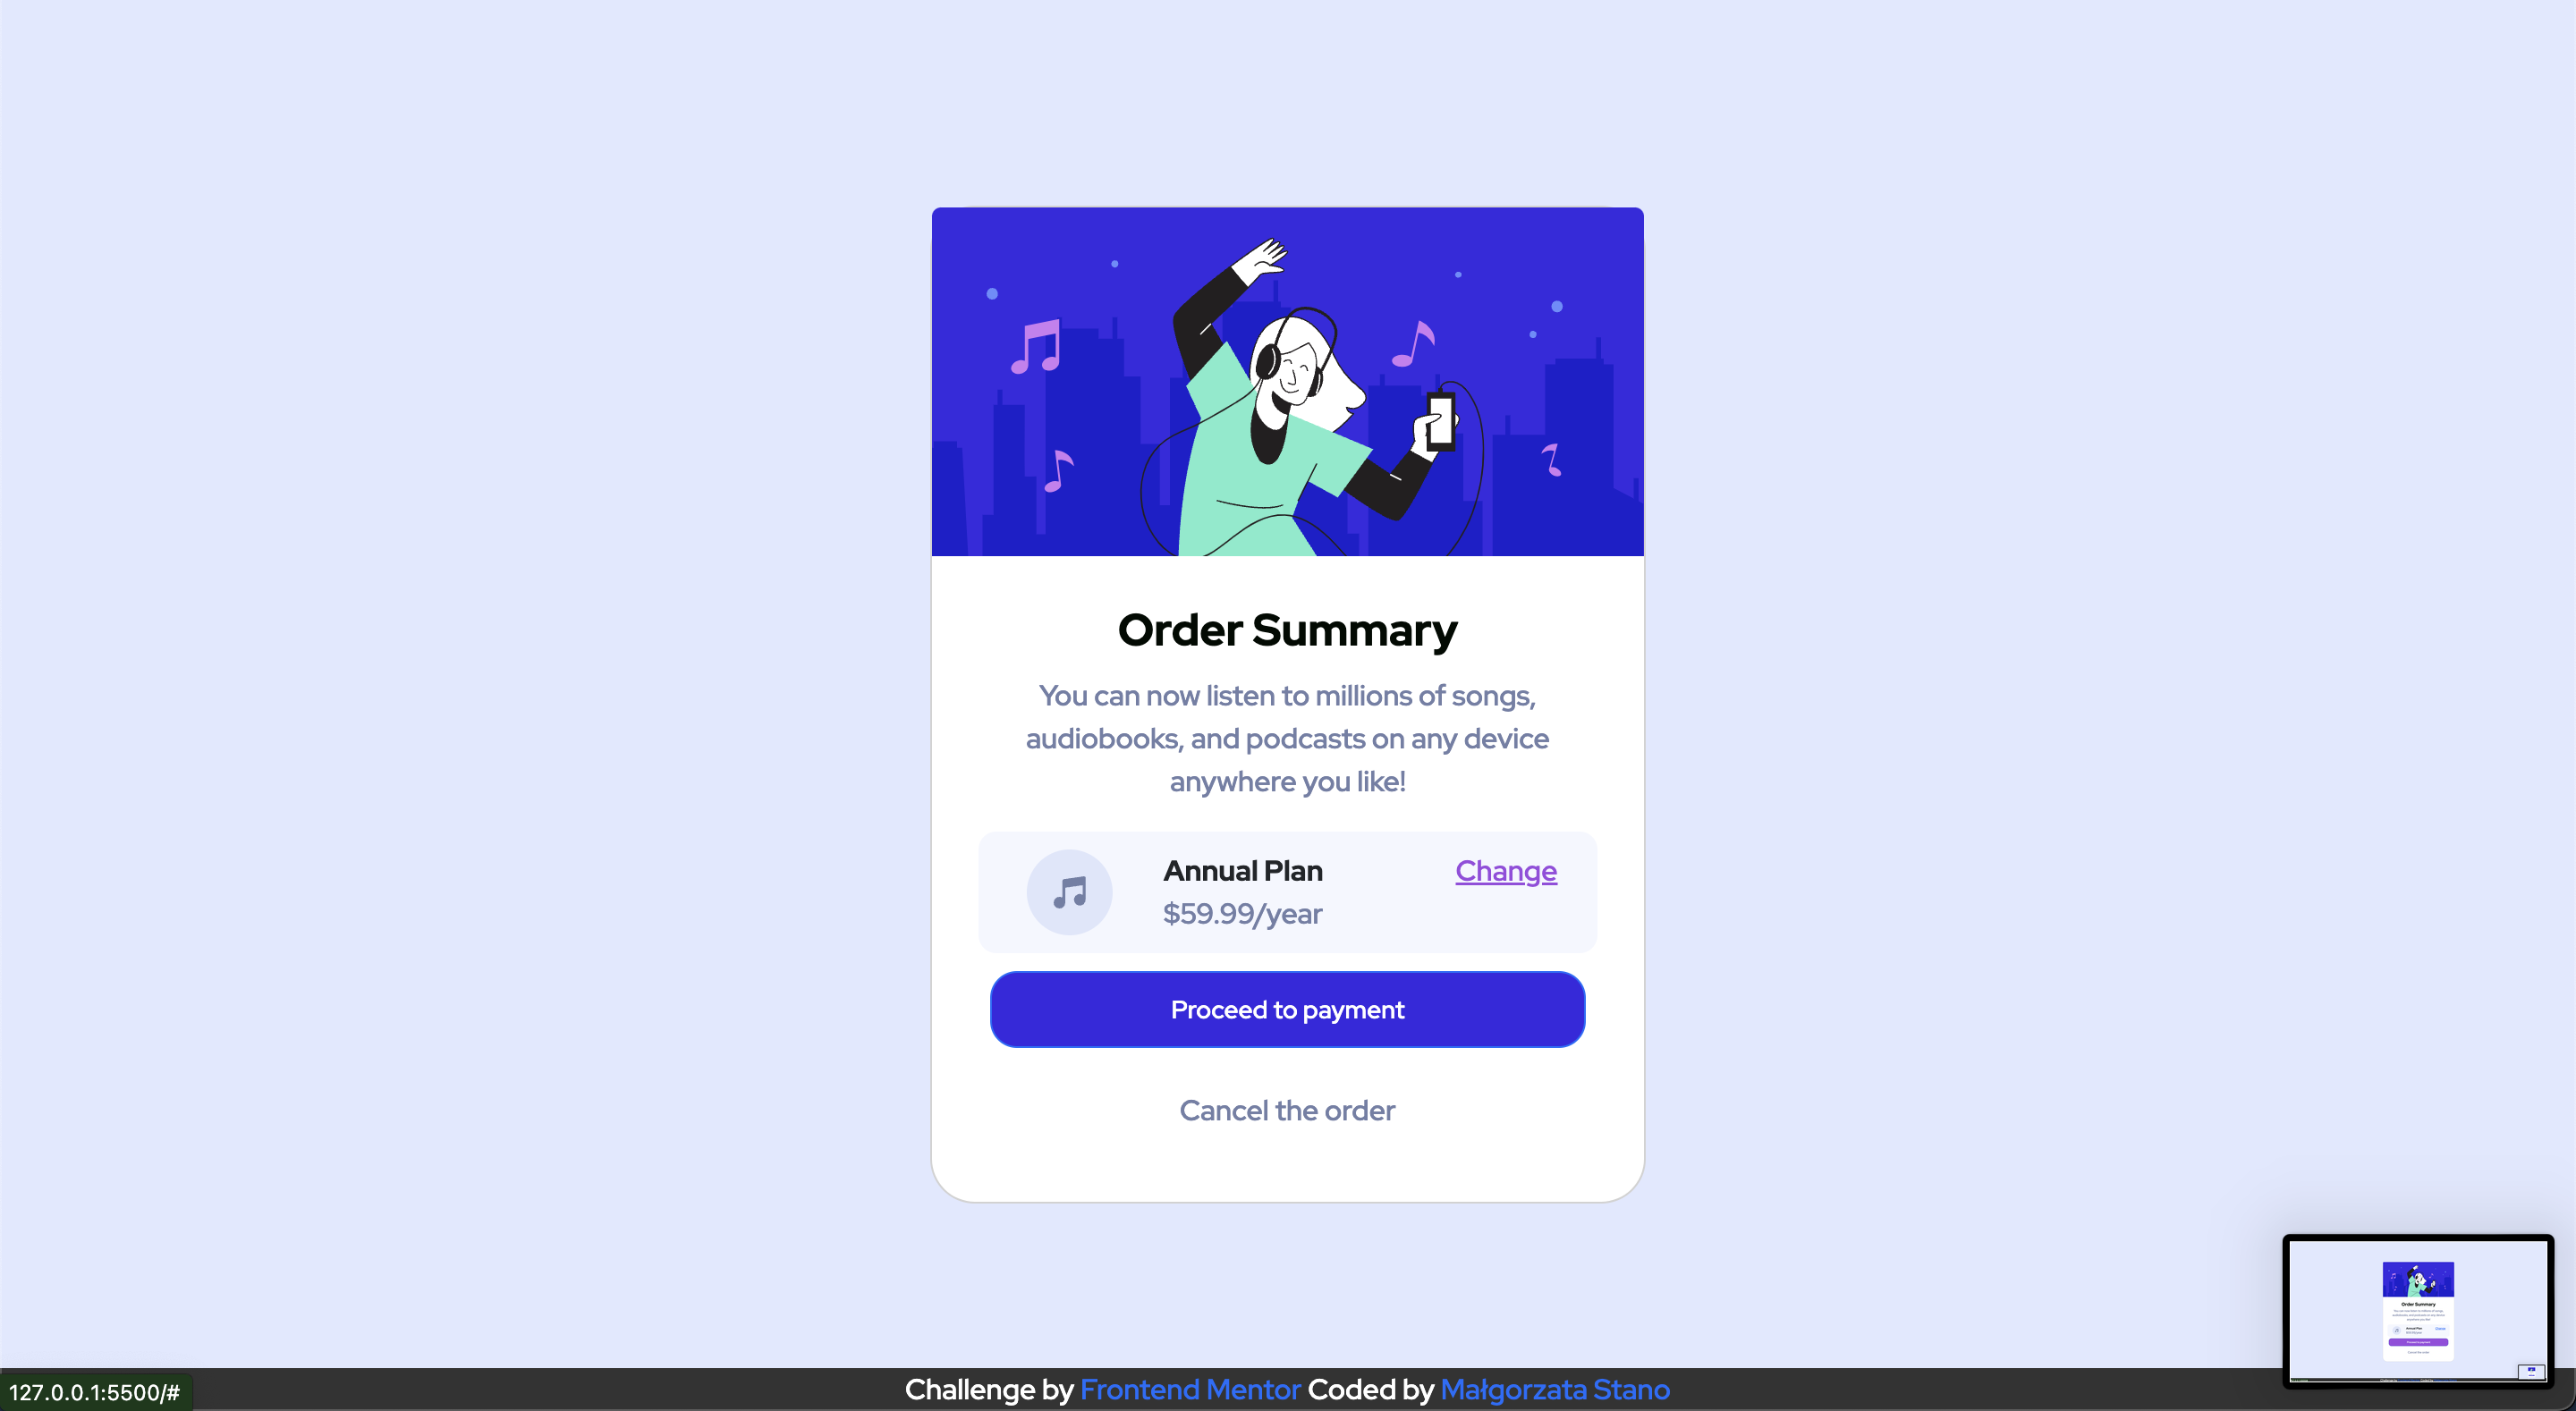 Order Summary
You can now listen to millions of songs,
audiobooks, and podcasts on any device
anywhere you like!
Annual Plan
Change
$59.99/year
Proceed to payment
Cancel the order
Order Summary
127.0.0.1:5500/#
Challenge by Frontend Mentor Coded by Małgorzata Stano